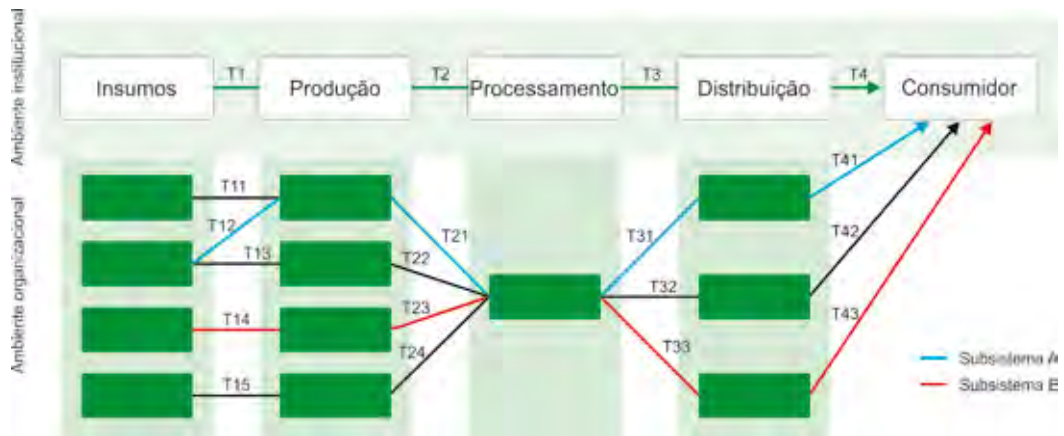 Ambiente institucional
T1
T2
T3
T4
Insumos
Produção
Processamento
Distribuição
Consumidor
Ambiente organizacional
T11
T12
T13
T14
T15
T21
T22
T23
T24
T31
T32
T33
T41
T42
T43
Subsistema A
Subsistema B